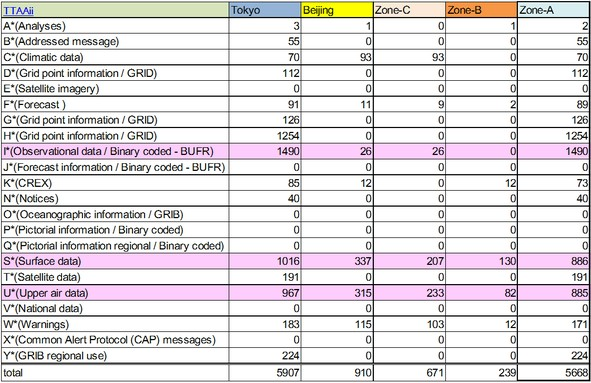 TTAAii Tokyo Beijing Zone-C Zone-B Zone-A
A*(Analyses) 3 1 0 1 2
B*(Addressed message) 55 0 0 0 55
C*(Climatic data) 70 93 93 0 70
D*(Grid point information / GRID) 112 0 0 0 112
E*(Satellite imagery) 0 0 0 0 0
F*(Forecast ) 91 11 9 2 89
G*(Grid point information / GRID) 126 0 0 0 126
H*(Grid point information / GRID) 1254 0 0 0 1254
I*(Observational data / Binary coded - BUFR) 1490 26 26 0 1490
J*(Forecast information / Binary coded - BUFR) 0 0 0 0 0
K*(CREX) 85 12 0 12 73
N*(Notices) 40 0 0 0 40
O*(Oceanographic information / GRIB) 0 0 0 0 0
P*(Pictorial information / Binary coded) 0 0 0 0 0
Q*(Pictorial information regional / Binary coded) 0 0 0 0 0
S*(Surface data) 1016 337 207 130 886
T*(Satellite data) 191 0 0 0 191
U*(Upper air data) 967 315 233 82 885
V*(National data) 0 0 0 0 0
W*(Warnings) 183 115 103 12 171
X*(Common Alert Protocol (CAP) messages) 0 0 0 0 0
Y*(GRIB regional use) 224 0 0 0 224
total 5907 910 671 239 5668